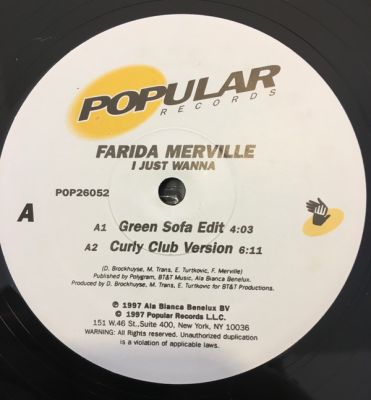 POPULAR
RECORDS
FARIDA MERVILLE
I JUST WANNA
POP26052
A
A1 Green Sofa Edit 4:03
A2 Curly Club Version 6:11
(D. Brockhuyse, M. Trans, E. Turtkovic, F. Merville)
Published by Polygram, BT&T Music, Ala Bianca Benelux.
Produced by D. Brockhuyse, M. Trans, E. Turtkovic for BT&T Productions.
℗ 1997 Ala Bianca Benelux BV
© 1997 Popular Records L.L.C.
151 W.46 St.,Suite 400, New York, NY 10036
WARNING: All Rights Reserved. Unauthorized duplication
is a violation of applicable laws.